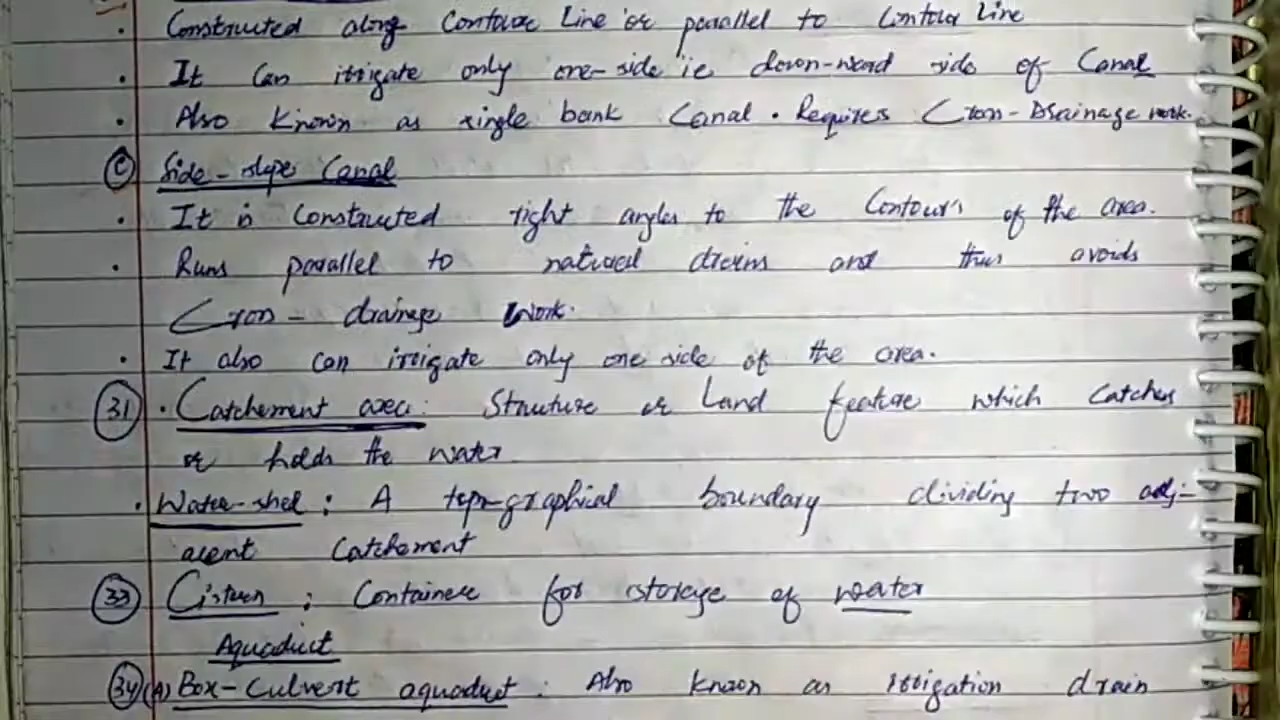 • Constructed along Contour Line or parallel to Contour Line
• It Can irrigate only one-side ie down-ward side of Canal
• Also Known as single bank Canal. Requires Cross-Drainage work.
(C) Side-slope Canal
• It is Constructed right angles to the Contours of the area.
• Runs parallel to natural drains and thus avoids
Cross-drainage Work.
• It also can irrigate only one side of the area.
(31) • Catchement area: Structure or Land feature which catches
or holds the water
• Water-shed: A topo-graphical boundary dividing two adj-
acent Catchement
(33) Cistern: Container for storage of water
Aquaduct
(34) (A) Box-Culvert aquaduct: Also known as irrigation drain